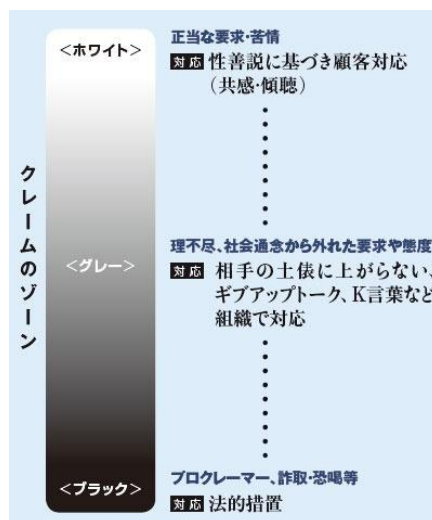 クレームのゾーン
<ホワイト>
正当な要求・苦情
対応 性善説に基づき顧客対応
(共感・傾聴)
<グレー>
理不尽、社会通念から外れた要求や態度
対応 相手の土俵に上がらない、
ギブアップトーク、K言葉など
組織で対応
<ブラック>
プロクレーマー、詐取・恐喝等
対応 法的措置